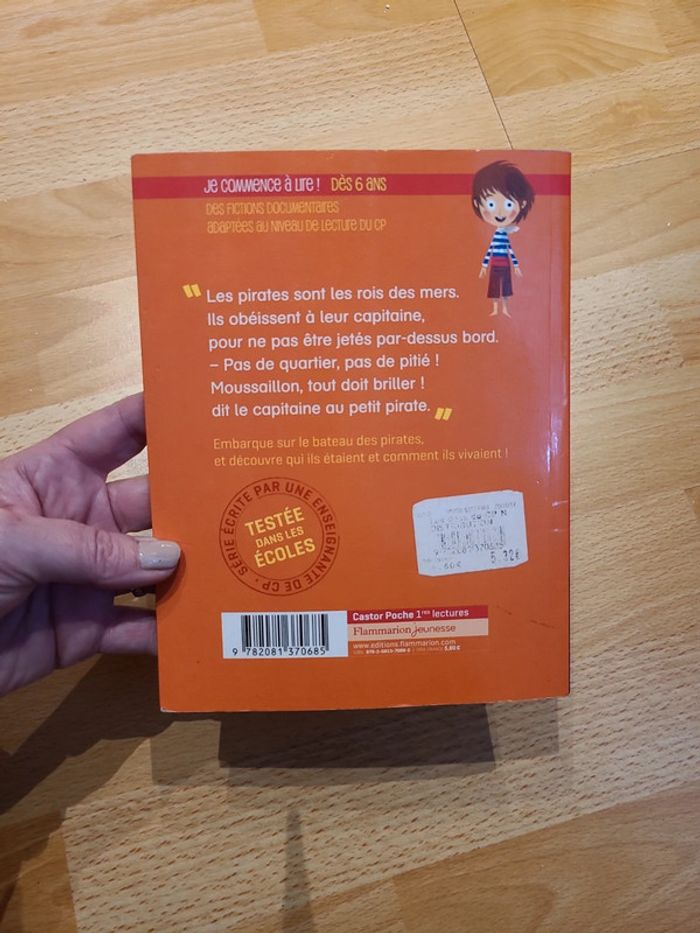 Je commence à lire ! Dès 6 ans
Des fictions documentaires
adaptées au niveau de lecture du CP
" Les pirates sont les rois des mers.
Ils obéissent à leur capitaine,
pour ne pas être jetés par-dessus bord.
– Pas de quartier, pas de pitié !
Moussaillon, tout doit briller !
dit le capitaine au petit pirate. "
Embarque sur le bateau des pirates,
et découvre qui ils étaient et comment ils vivaient !
SÉRIE ÉCRITE PAR UNE ENSEIGNANTE DE CP •
TESTÉE
DANS LES
ÉCOLES
5.32€
9 782081 370685
Castor Poche 1res lectures
Flammarion jeunesse
www.editions.flammarion.com
5,60 €